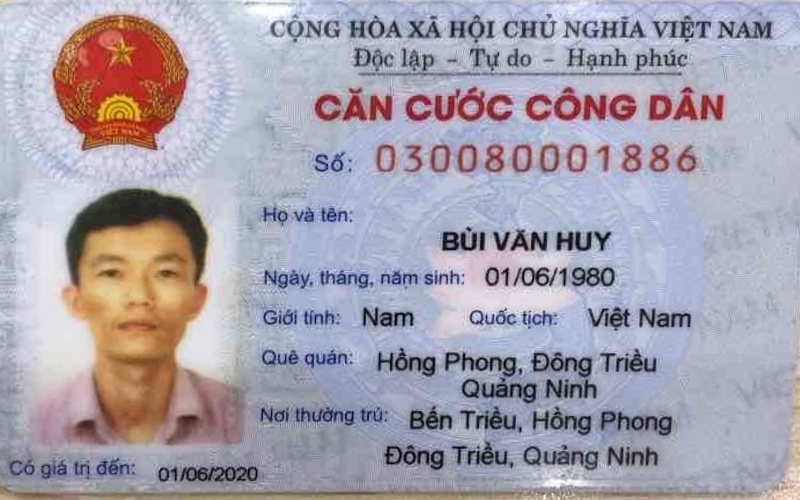 CỘNG HÒA XÃ HỘI CHỦ NGHĨA VIỆT NAM
Độc lập - Tự do - Hạnh phúc
CĂN CƯỚC CÔNG DÂN
Số: 030080001886
Họ và tên:
BÙI VĂN HUY
Ngày, tháng, năm sinh: 01/06/1980
Giới tính: Nam Quốc tịch: Việt Nam
Quê quán: Hồng Phong, Đông Triều
Quảng Ninh
Nơi thường trú: Bến Triều, Hồng Phong
Đông Triều, Quảng Ninh
Có giá trị đến: 01/06/2020